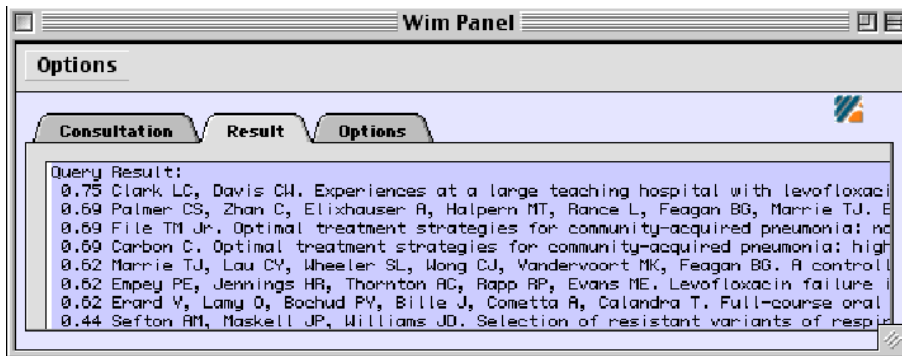 Wim Panel
Options
Consultation Result Options
Query Result:
0.75 Clark LC, Davis CW. Experiences at a large teaching hospital with levofloxaci
0.69 Palmer CS, Zhan C, Elixhauser A, Halpern MT, Rance L, Feagan BG, Marrie TJ. E
0.69 File TM Jr. Optimal treatment strategies for community-acquired pneumonia: no
0.69 Carbon C. Optimal treatment strategies for community-acquired pneumonia: high
0.62 Marrie TJ, Lau CY, Wheeler SL, Wong CJ, Vandervoort MK, Feagan BG. A controll
0.62 Empey PE, Jennings HR, Thornton AC, Rapp RP, Evans ME. Levofloxacin failure i
0.62 Erard V, Lamy O, Bochud PY, Bille J, Cometta A, Calandra T. Full-course oral
0.44 Sefton AM, Maskell JP, Williams JD. Selection of resistant variants of respir